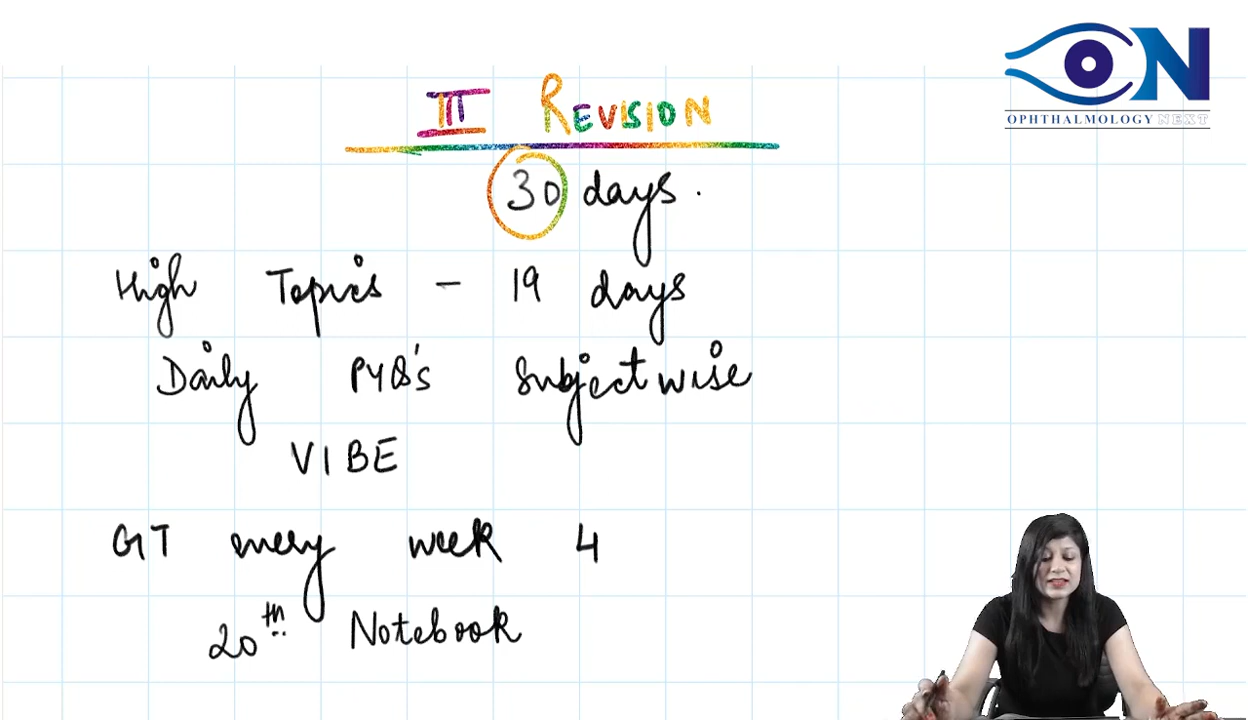 ON
OPHTHALMOLOGY NEXT
III REVISION
30 days.
High Topics - 19 days
Daily PYQ's Subjectwise
VIBE
GT every week 4
20th Notebook